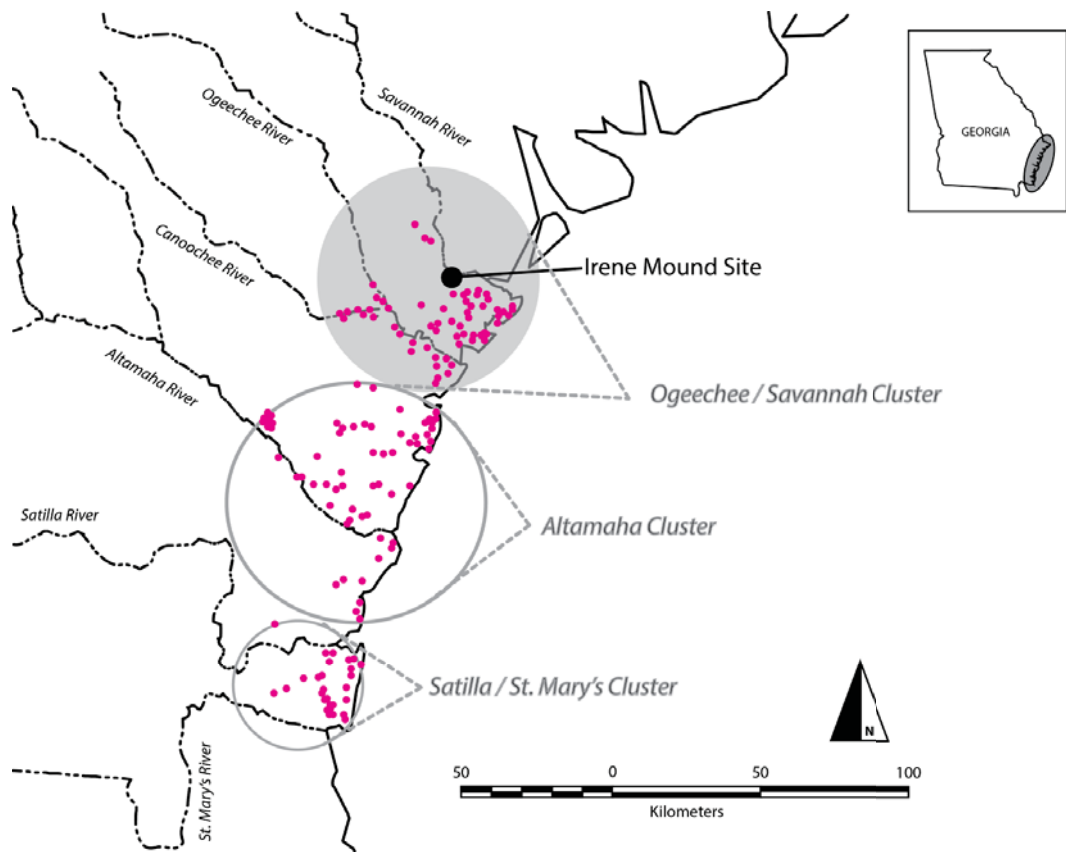 Savannah River
Ogeechee River
GEORGIA
Canoochee River
Irene Mound Site
Altamaha River
Ogeechee / Savannah Cluster
Satilla River
Altamaha Cluster
Satilla / St. Mary's Cluster
St. Mary's River
N
50 0 50 100
Kilometers